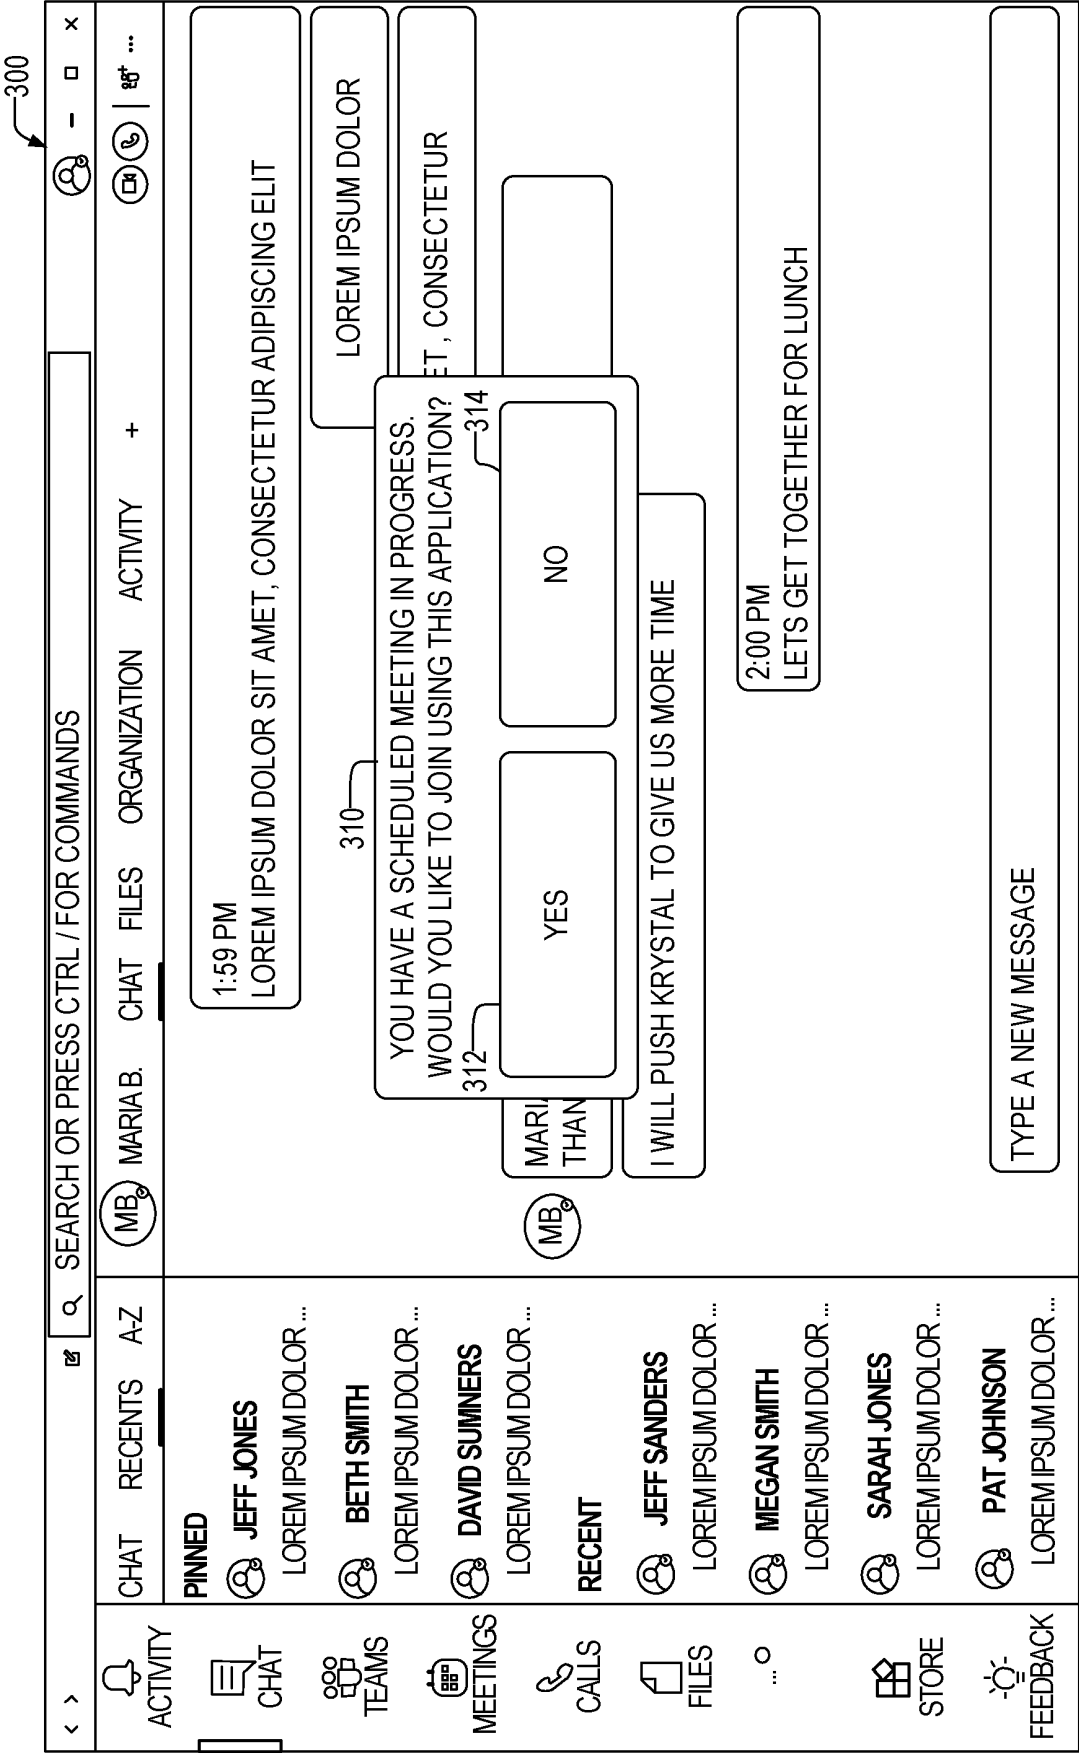 300
< >
SEARCH OR PRESS CTRL / FOR COMMANDS
CHAT RECENTS A-Z
MB MARIA B. CHAT FILES ORGANIZATION ACTIVITY +
ACTIVITY
CHAT
TEAMS
MEETINGS
CALLS
FILES
...
STORE
FEEDBACK
PINNED
JEFF JONES
LOREM IPSUM DOLOR ...
BETH SMITH
LOREM IPSUM DOLOR ...
DAVID SUMNERS
LOREM IPSUM DOLOR ...
RECENT
JEFF SANDERS
LOREM IPSUM DOLOR ...
MEGAN SMITH
LOREM IPSUM DOLOR ...
SARAH JONES
LOREM IPSUM DOLOR ...
PAT JOHNSON
LOREM IPSUM DOLOR ...
1:59 PM
LOREM IPSUM DOLOR SIT AMET, CONSECTETUR ADIPISCING ELIT
LOREM IPSUM DOLOR
ET , CONSECTETUR
310
YOU HAVE A SCHEDULED MEETING IN PROGRESS.
WOULD YOU LIKE TO JOIN USING THIS APPLICATION?
312
314
YES NO
MB
MARIA
THAN
I WILL PUSH KRYSTAL TO GIVE US MORE TIME
2:00 PM
LETS GET TOGETHER FOR LUNCH
TYPE A NEW MESSAGE